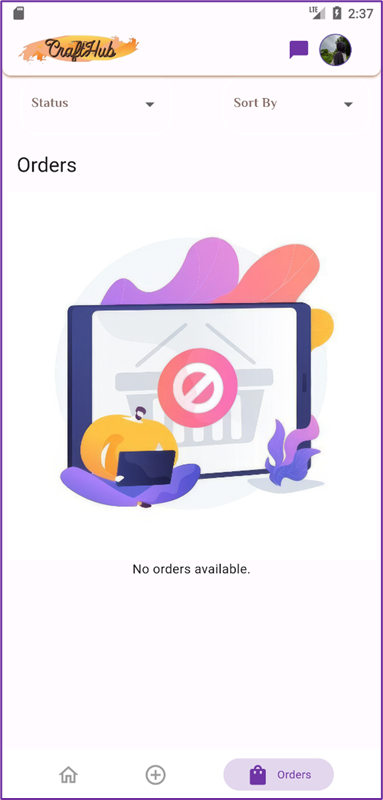 LTE 2:37
CraftHub
Status Sort By
Orders
No orders available.
Orders